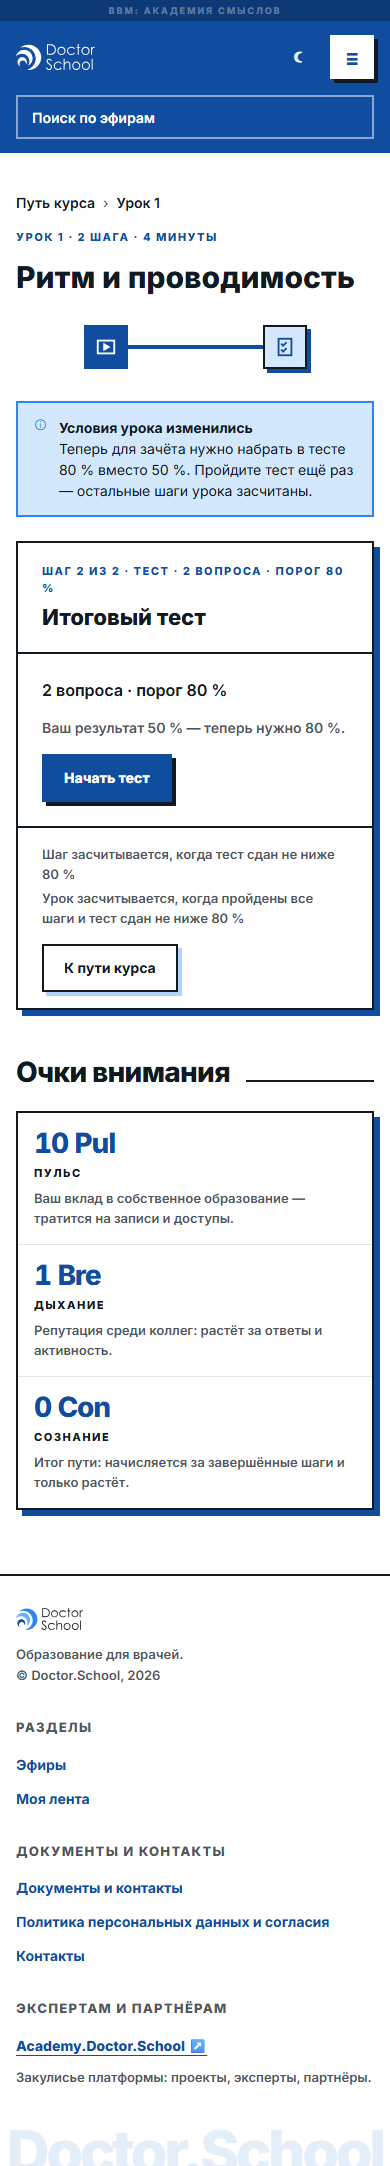 ВВМ: АКАДЕМИЯ СМЫСЛОВ
Doctor
School
Поиск по эфирам
Путь курса › Урок 1
УРОК 1 · 2 ШАГА · 4 МИНУТЫ
Ритм и проводимость
Условия урока изменились
Теперь для зачёта нужно набрать в тесте
80 % вместо 50 %. Пройдите тест ещё раз
— остальные шаги урока засчитаны.
ШАГ 2 ИЗ 2 · ТЕСТ · 2 ВОПРОСА · ПОРОГ 80
%
Итоговый тест
2 вопроса · порог 80 %
Ваш результат 50 % — теперь нужно 80 %.
Начать тест
Шаг засчитывается, когда тест сдан не ниже
80 %
Урок засчитывается, когда пройдены все
шаги и тест сдан не ниже 80 %
К пути курса
Очки внимания
10 Pul
ПУЛЬС
Ваш вклад в собственное образование —
тратится на записи и доступы.
1 Bre
ДЫХАНИЕ
Репутация среди коллег: растёт за ответы и
активность.
0 Con
СОЗНАНИЕ
Итог пути: начисляется за завершённые шаги и
только растёт.
Doctor
School
Образование для врачей.
© Doctor.School, 2026
РАЗДЕЛЫ
Эфиры
Моя лента
ДОКУМЕНТЫ И КОНТАКТЫ
Документы и контакты
Политика персональных данных и согласия
Контакты
ЭКСПЕРТАМ И ПАРТНЁРАМ
Academy.Doctor.School ↗
Закулисье платформы: проекты, эксперты, партнёры.
Doctor.School